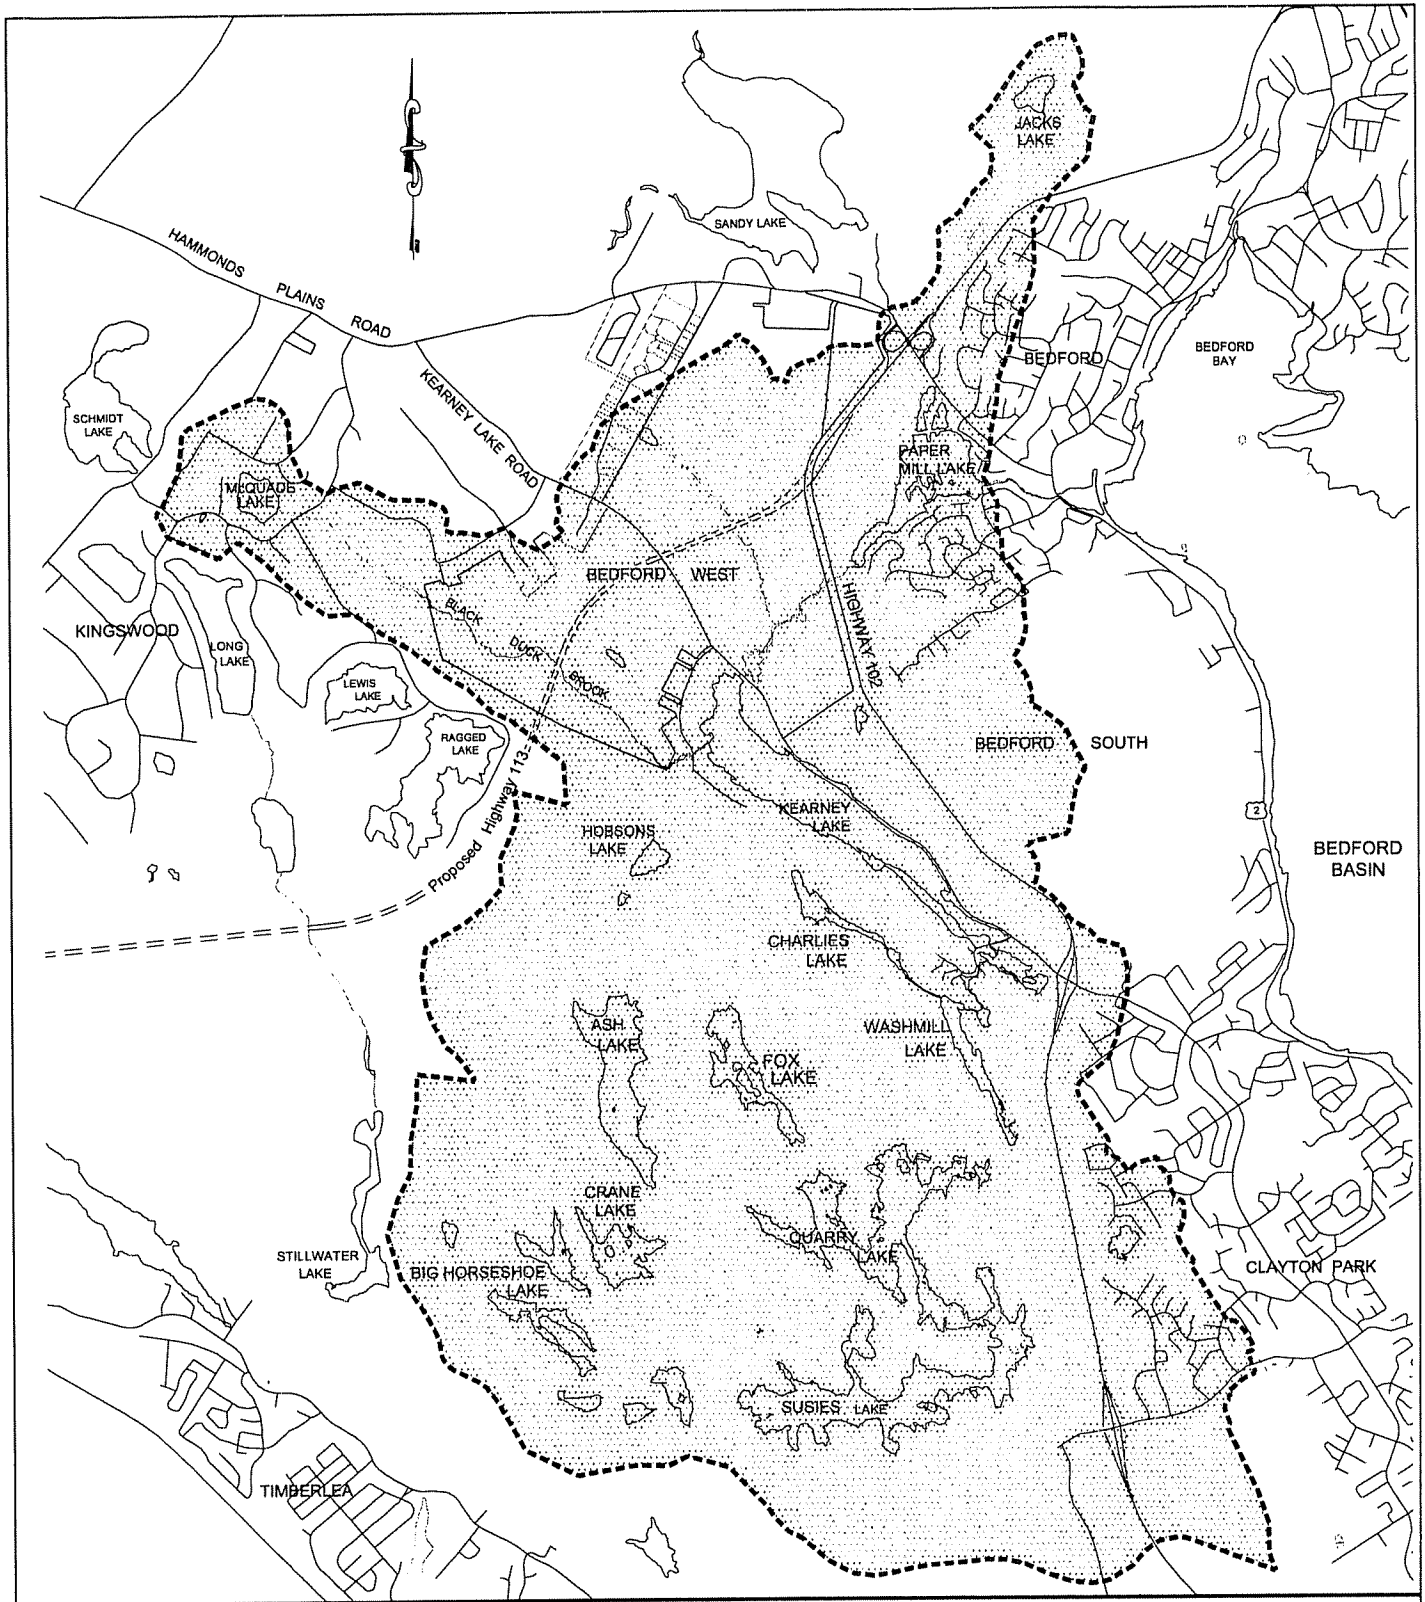 JACKS
LAKE
SANDY LAKE
HAMMONDS
PLAINS
ROAD
BEDFORD
BEDFORD
BAY
KEARNEY LAKE ROAD
SCHMIDT
LAKE
PAPER
MILL LAKE
McQUADE
LAKE
BEDFORD WEST
HIGHWAY 102
BLACK
DUCK
BROCK
KINGSWOOD
LONG
LAKE
LEWIS
LAKE
RAGGED
LAKE
BEDFORD SOUTH
Proposed Highway 113
KEARNEY
LAKE
2
HOBSONS
LAKE
BEDFORD
BASIN
CHARLIES
LAKE
ASH
LAKE
WASHMILL
LAKE
FOX
LAKE
CRANE
LAKE
QUARRY
LAKE
STILLWATER
LAKE
BIG HORSESHOE
LAKE
CLAYTON PARK
SUSIES LAKE
TIMBERLEA